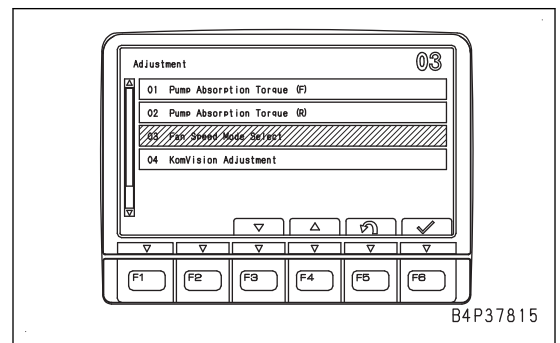 Adjustment 03
01 Pump Absorption Torque (F)
02 Pump Absorption Torque (R)
03 Fan Speed Mode Select
04 KomVision Adjustment
F1 F2 F3 F4 F5 F6
B4P37815